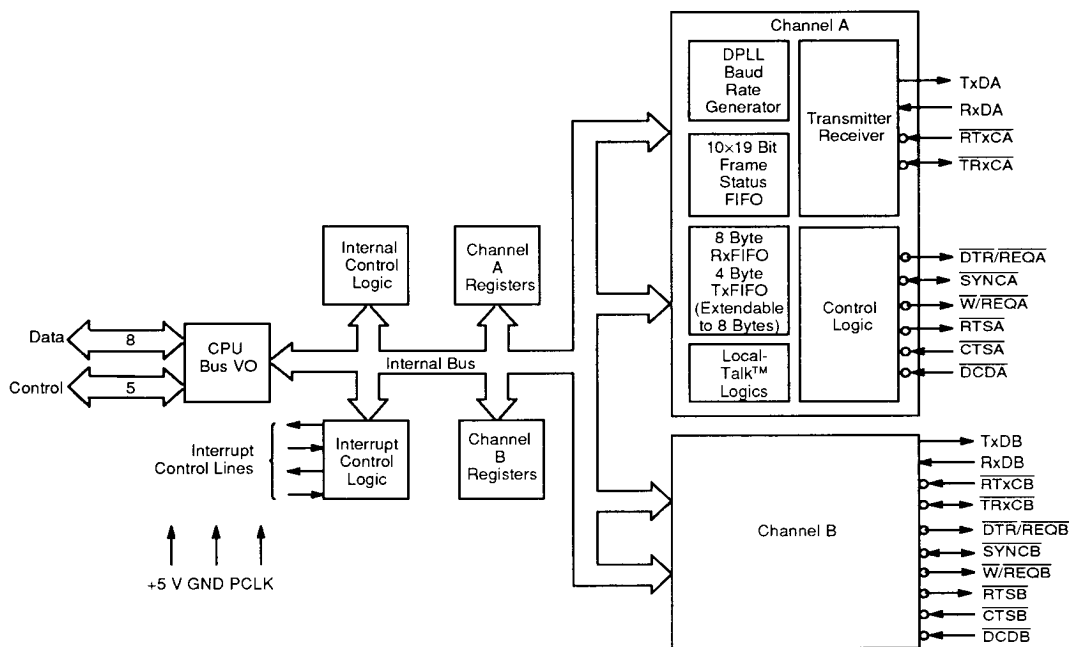 Channel A
DPLL
Baud
Rate
Generator
Transmitter
Receiver
10×19 Bit
Frame
Status
FIFO
8 Byte
RxFIFO
4 Byte
TxFIFO
(Extendable
to 8 Bytes)
Control
Logic
Local-
Talk™
Logics
TxDA
RxDA
RTxCA
TRxCA
DTR/REQA
SYNCA
W/REQA
RTSA
CTSA
DCDA
Internal
Control
Logic
Channel
A
Registers
Data
8
CPU
Bus VO
Internal Bus
Control
5
Interrupt
Control Lines
Interrupt
Control
Logic
Channel
B
Registers
+5 V GND PCLK
Channel B
TxDB
RxDB
RTxCB
TRxCB
DTR/REQB
SYNCB
W/REQB
RTSB
CTSB
DCDB